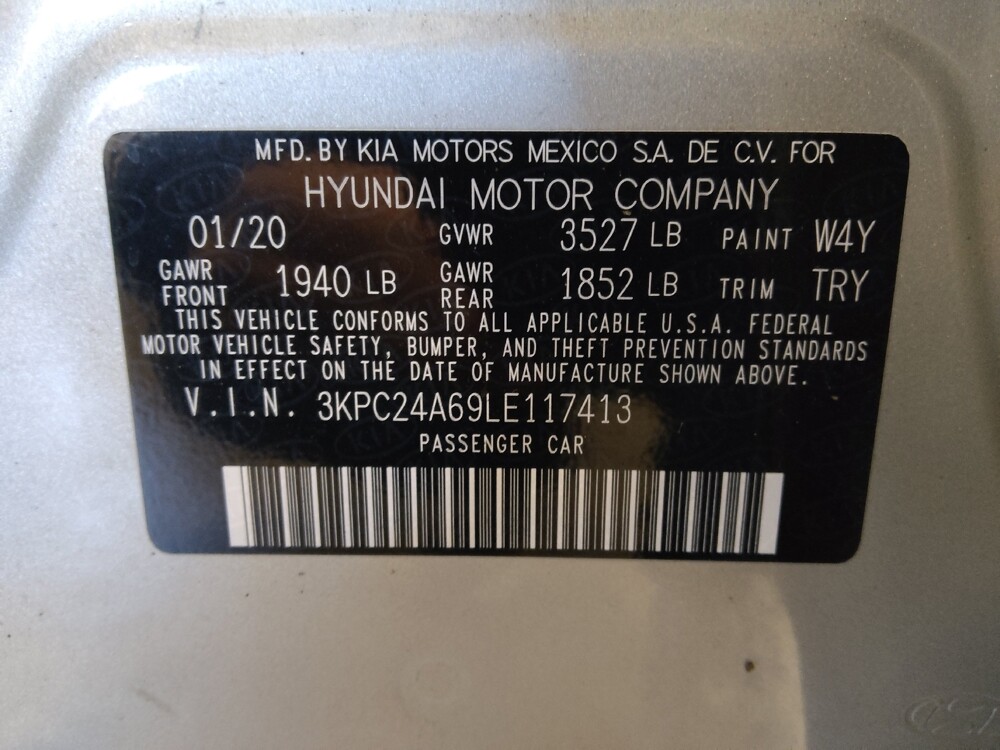 MFD. BY KIA MOTORS MEXICO S.A. DE C.V. FOR
HYUNDAI MOTOR COMPANY
01/20 GVWR 3527 LB PAINT W4Y
GAWR FRONT 1940 LB GAWR REAR 1852 LB TRIM TRY
THIS VEHICLE CONFORMS TO ALL APPLICABLE U.S.A. FEDERAL
MOTOR VEHICLE SAFETY, BUMPER, AND THEFT PREVENTION STANDARDS
IN EFFECT ON THE DATE OF MANUFACTURE SHOWN ABOVE.
V.I.N. 3KPC24A69LE117413
PASSENGER CAR